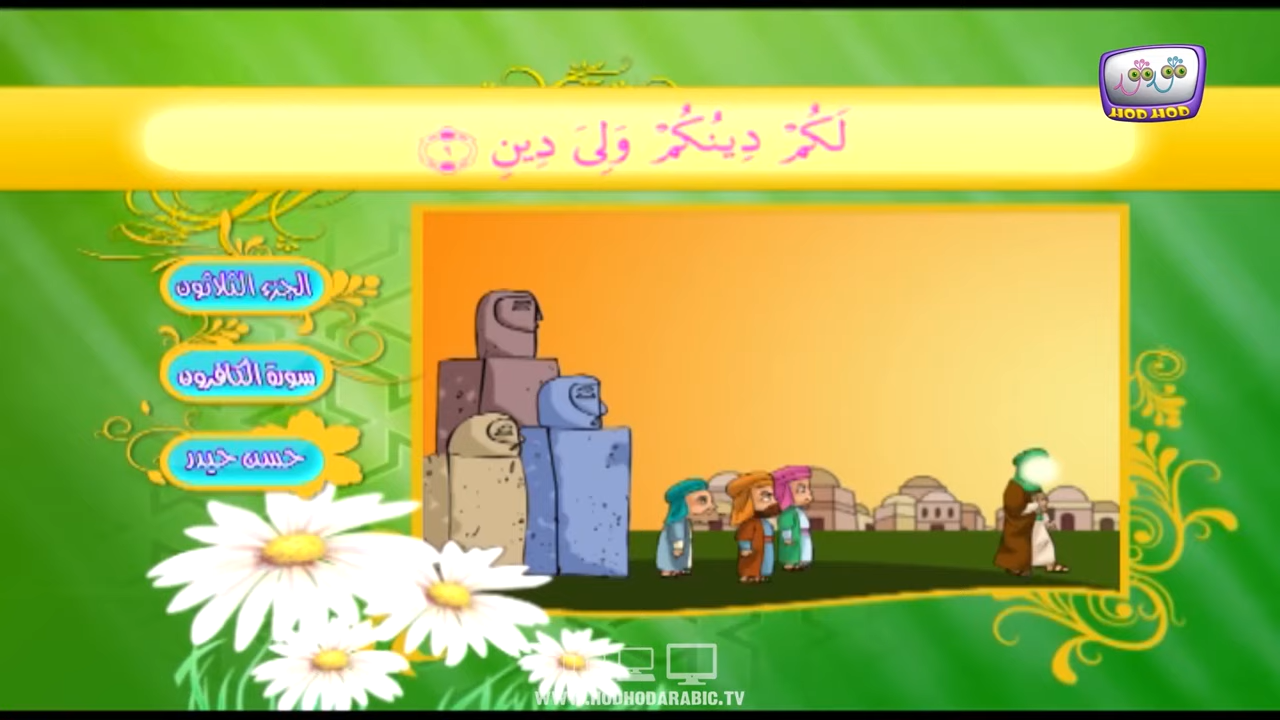 لَكُمْ دِينُكُمْ وَلِىَ دِينِ ٦
HOD HOD
الجزء الثلاثون
سورة الكافرون
حسن حيدر
WWW.HODHODARABIC.TV